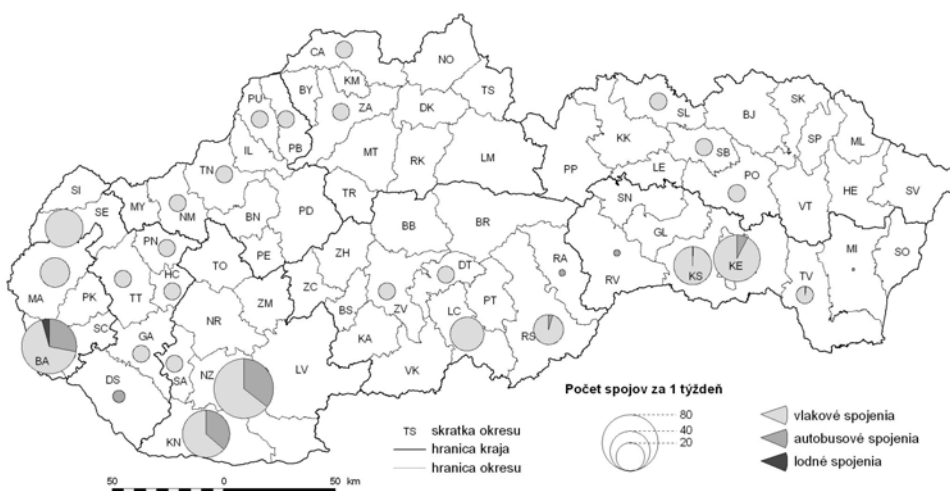 CA
NO
KM
TS
PU
BY
ZA
DK
SL
BJ
SK
IL
PB
KK
SP
ML
MT
RK
LM
PP
LE
SB
TN
PO
HE
SV
SI
SE
MY
NM
BN
PD
TR
SN
VT
BB
BR
GL
PN
PE
ZH
MI
SO
HC
TO
DT
RA
KE
MA
PK
TT
ZC
RV
KS
TV
ZM
ZV
SC
NR
BS
LC
PT
BA
GA
KA
RS
SA
NZ
LV
VK
DS
KN
Počet spojov za 1 týždeň
80
40
20
vlakové spojenia
autobusové spojenia
lodné spojenia
TS skratka okresu
hranica kraja
hranica okresu
50 0 50 km